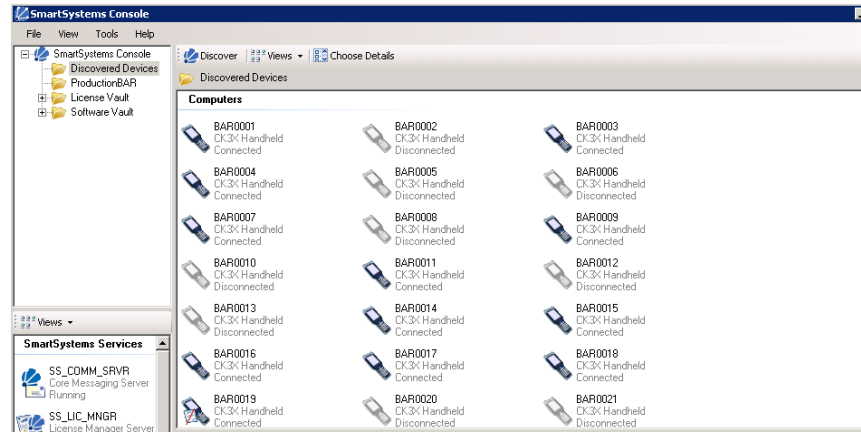 SmartSystems Console
File View Tools Help
SmartSystems Console
Discovered Devices
ProductionBAR
License Vault
Software Vault
Discover Views Choose Details
Discovered Devices
Computers
BAR0001
CK3X Handheld
Connected
BAR0002
CK3X Handheld
Disconnected
BAR0003
CK3X Handheld
Connected
BAR0004
CK3X Handheld
Connected
BAR0005
CK3X Handheld
Disconnected
BAR0006
CK3X Handheld
Disconnected
BAR0007
CK3X Handheld
Connected
BAR0008
CK3X Handheld
Disconnected
BAR0009
CK3X Handheld
Connected
BAR0010
CK3X Handheld
Disconnected
BAR0011
CK3X Handheld
Connected
BAR0012
CK3X Handheld
Disconnected
BAR0013
CK3X Handheld
Disconnected
BAR0014
CK3X Handheld
Connected
BAR0015
CK3X Handheld
Connected
BAR0016
CK3X Handheld
Connected
BAR0017
CK3X Handheld
Connected
BAR0018
CK3X Handheld
Connected
BAR0019
CK3X Handheld
Connected
BAR0020
CK3X Handheld
Disconnected
BAR0021
CK3X Handheld
Disconnected
Views
SmartSystems Services
SS_COMM_SRVR
Core Messaging Server
Running
SS_LIC_MNGR
License Manager Server